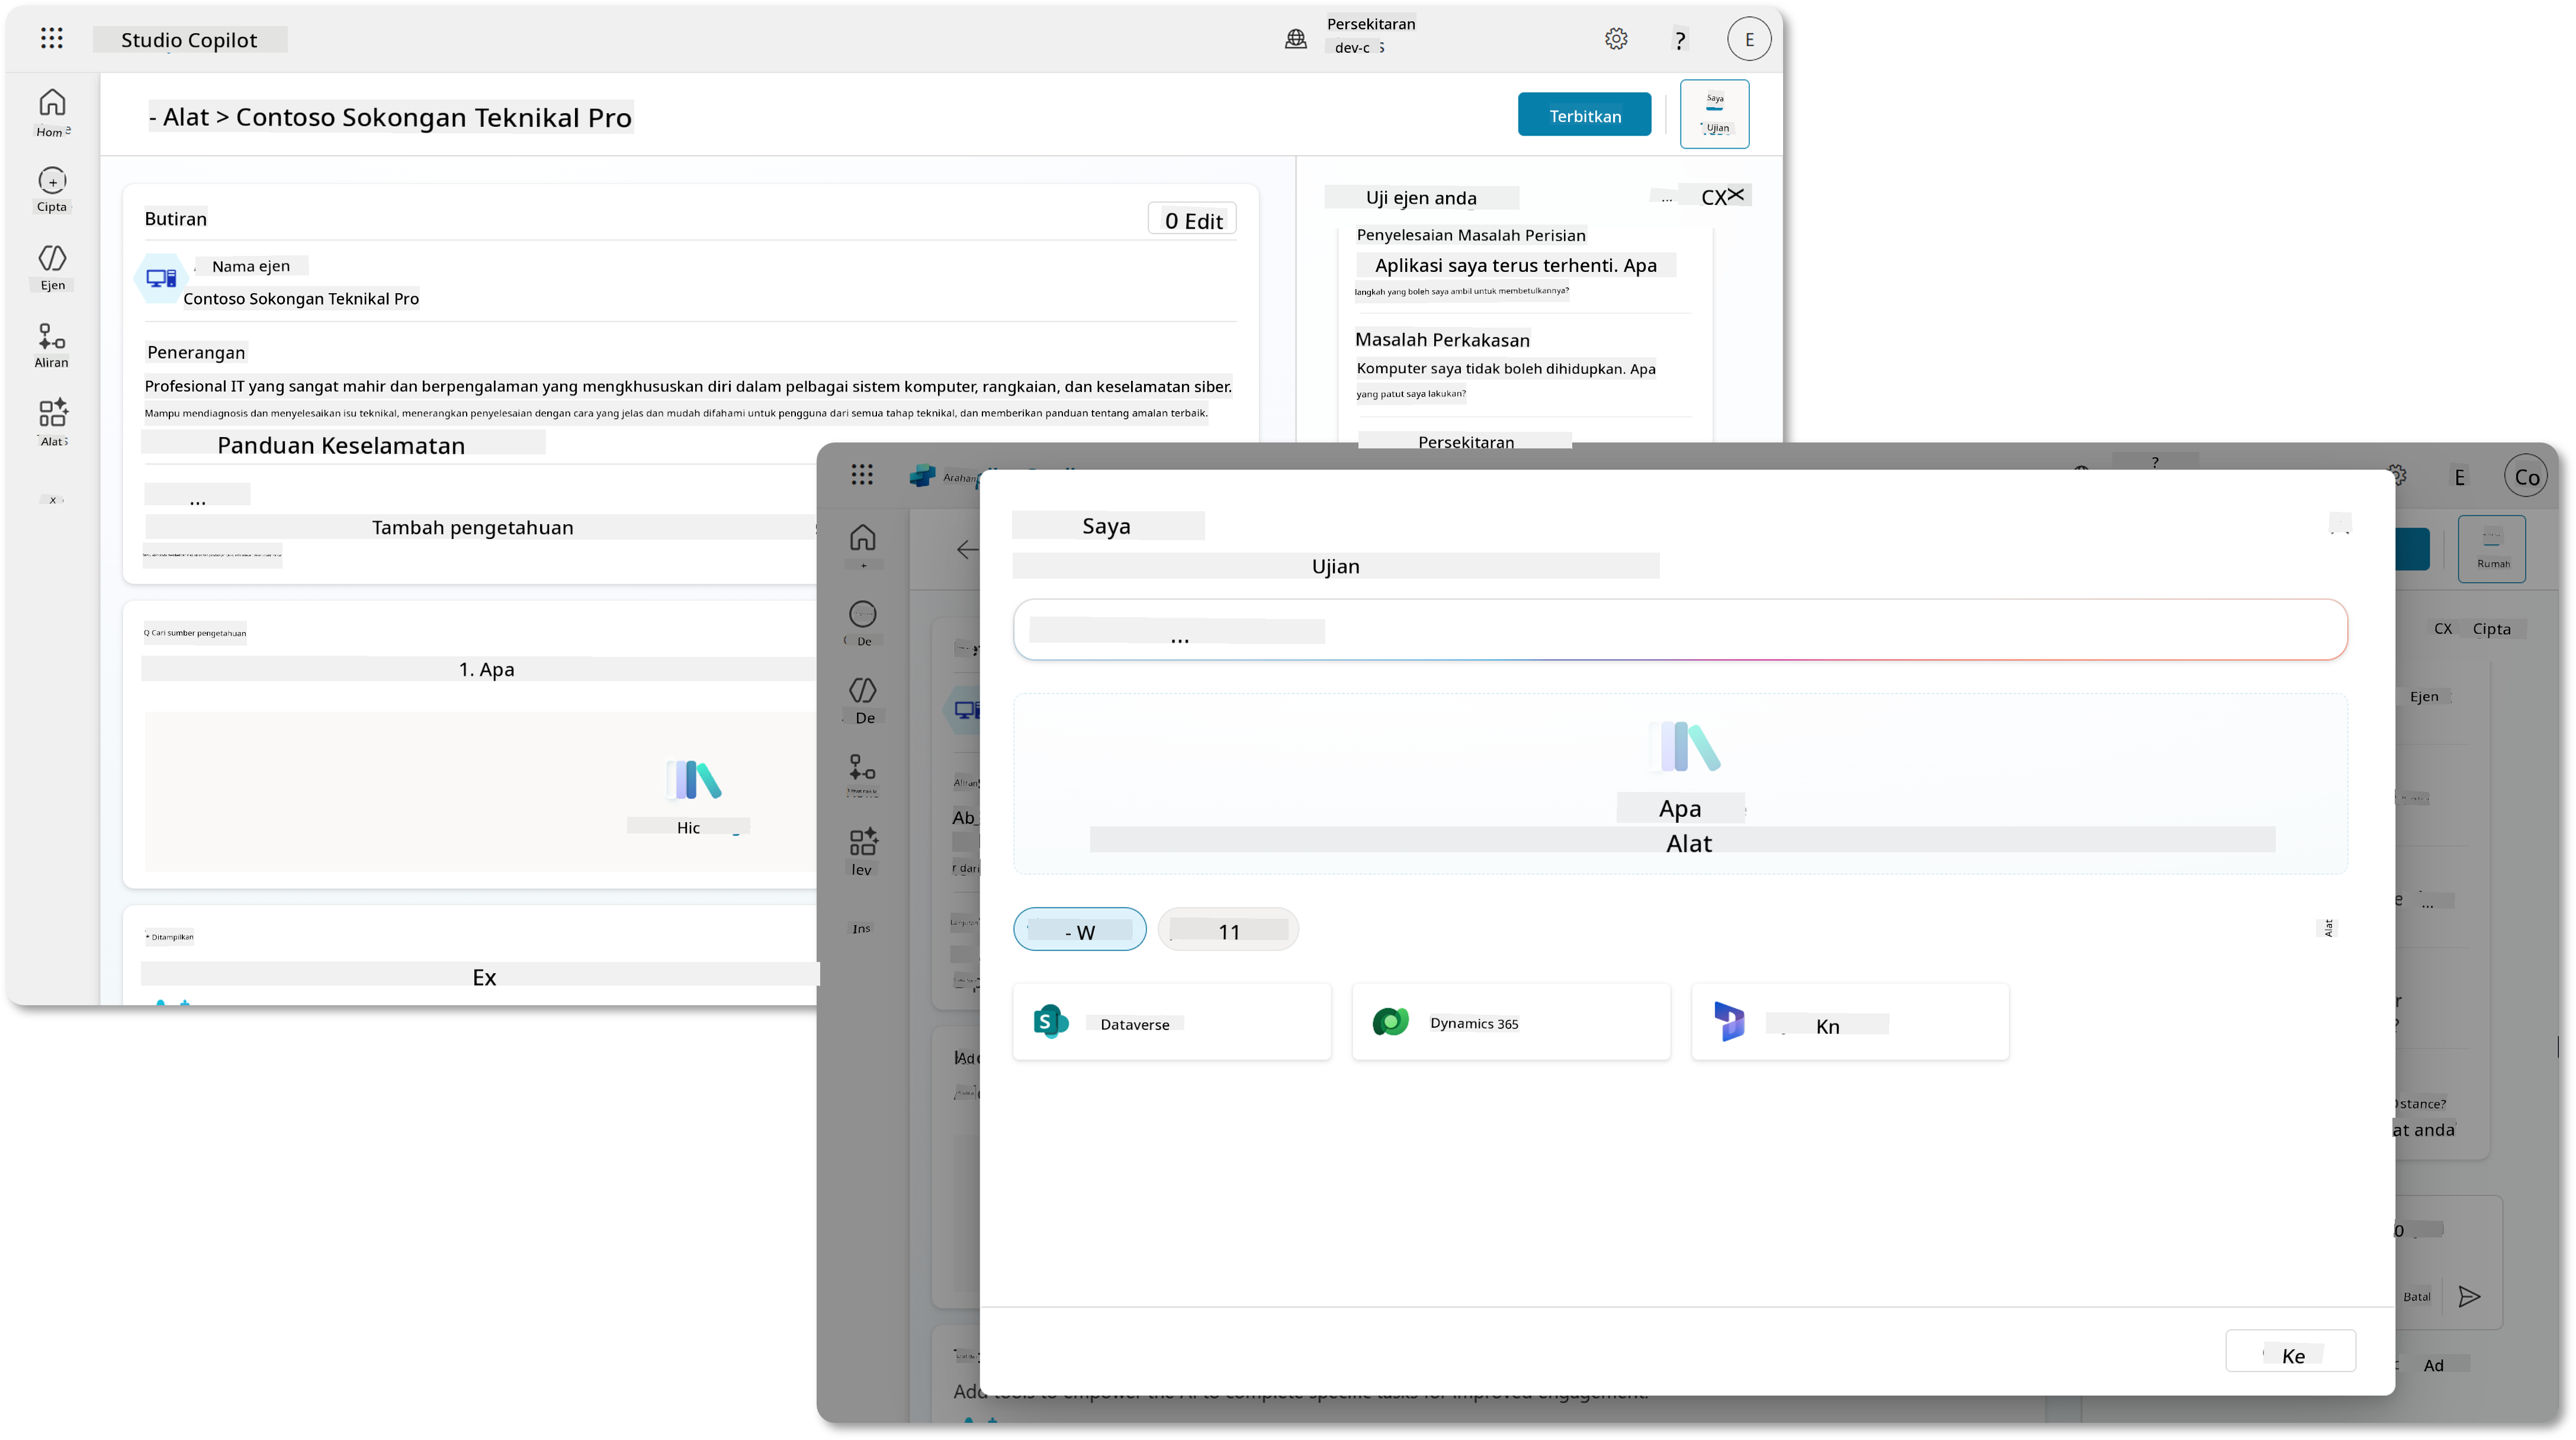 Studio Copilot
Persekitaran
dev-c
?
E
Hom
Cipta
Ejen
Aliran
Alat
x
- Alat > Contoso Sokongan Teknikal Pro
Terbitkan
Saya
Ujian
Butiran
0 Edit
Nama ejen
Contoso Sokongan Teknikal Pro
Penerangan
Profesional IT yang sangat mahir dan berpengalaman yang mengkhususkan diri dalam pelbagai sistem komputer, rangkaian, dan keselamatan siber.
Mampu mendiagnosis dan menyelesaikan isu teknikal, menerangkan penyelesaian dengan cara yang jelas dan mudah difahami untuk pengguna dari semua tahap teknikal, dan memberikan panduan tentang amalan terbaik.
Panduan Keselamatan
...
Tambah pengetahuan
Q Cari sumber pengetahuan
1. Apa
Hic
* Ditampilkan
Ex
Uji ejen anda
...
CX
Penyelesaian Masalah Perisian
Aplikasi saya terus terhenti. Apa
langkah yang boleh saya ambil untuk membetulkannya?
Masalah Perkakasan
Komputer saya tidak boleh dihidupkan. Apa
yang patut saya lakukan?
Persekitaran
Arahan
?
E
Co
+
De
De
lev
Ins
Saya
Ujian
...
Apa
Alat
- W
11
Alat
Dataverse
Dynamics 365
Kn
Ke
Rumah
CX
Cipta
Ejen
...
stance?
at anda
Batal
Ad
Add tools to empower the AI to complete specific tasks for improved engagement.